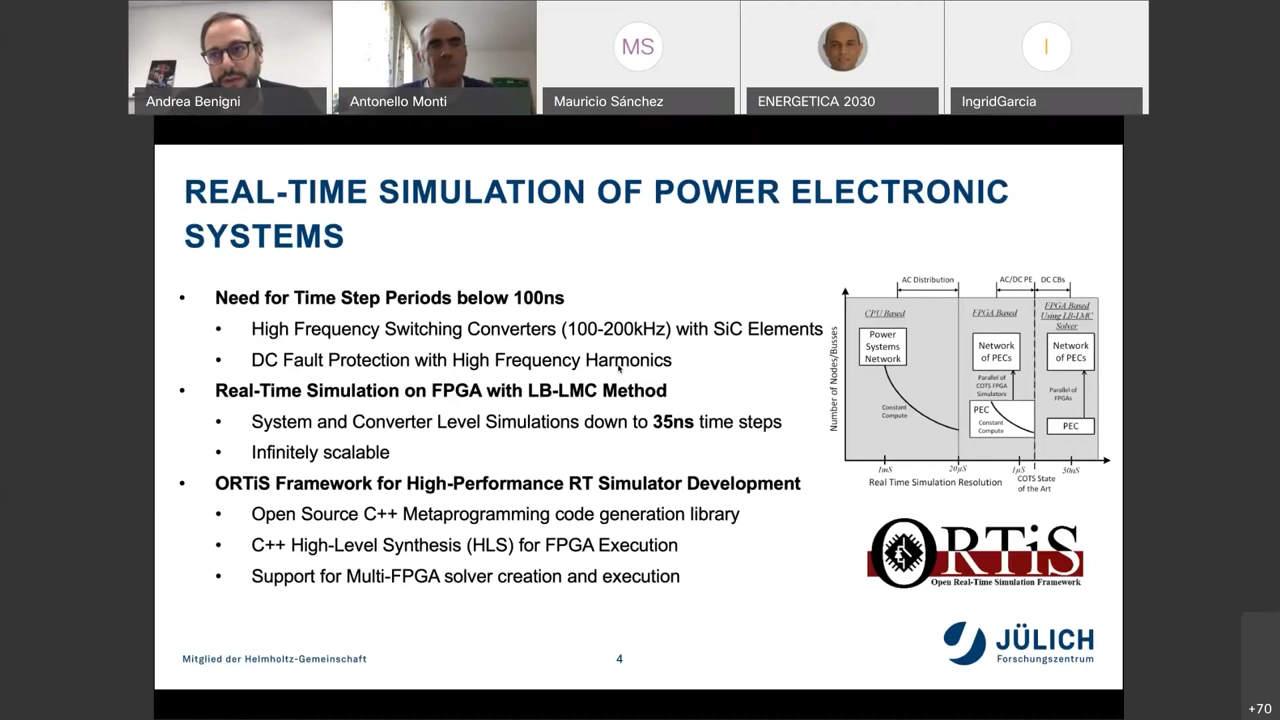 MS
I
Andrea Benigni
Antonello Monti
Mauricio Sánchez
ENERGETICA 2030
IngridGarcia
REAL-TIME SIMULATION OF POWER ELECTRONIC
SYSTEMS
• Need for Time Step Periods below 100ns
• High Frequency Switching Converters (100-200kHz) with SiC Elements
• DC Fault Protection with High Frequency Harmonics
• Real-Time Simulation on FPGA with LB-LMC Method
• System and Converter Level Simulations down to 35ns time steps
• Infinitely scalable
• ORTiS Framework for High-Performance RT Simulator Development
• Open Source C++ Metaprogramming code generation library
• C++ High-Level Synthesis (HLS) for FPGA Execution
• Support for Multi-FPGA solver creation and execution
AC Distribution
AC/DC PE
DC CBs
Number of Nodes/Busses
CPU Based
Power
Systems
Network
Constant
Compute
FPGA Based
Network
of PECs
Parallel of
COTS FPGA
Simulators
PEC
Constant
Compute
FPGA Based
Using LB-LMC
Solver
Network
of PECs
Parallel of
FPGAs
PEC
1mS
20μS
1μS
50nS
Real Time Simulation Resolution
COTS State
of the Art
ORTiS
Open Real-Time Simulation Framework
JÜLICH
Forschungszentrum
Mitglied der Helmholtz-Gemeinschaft
4
+70